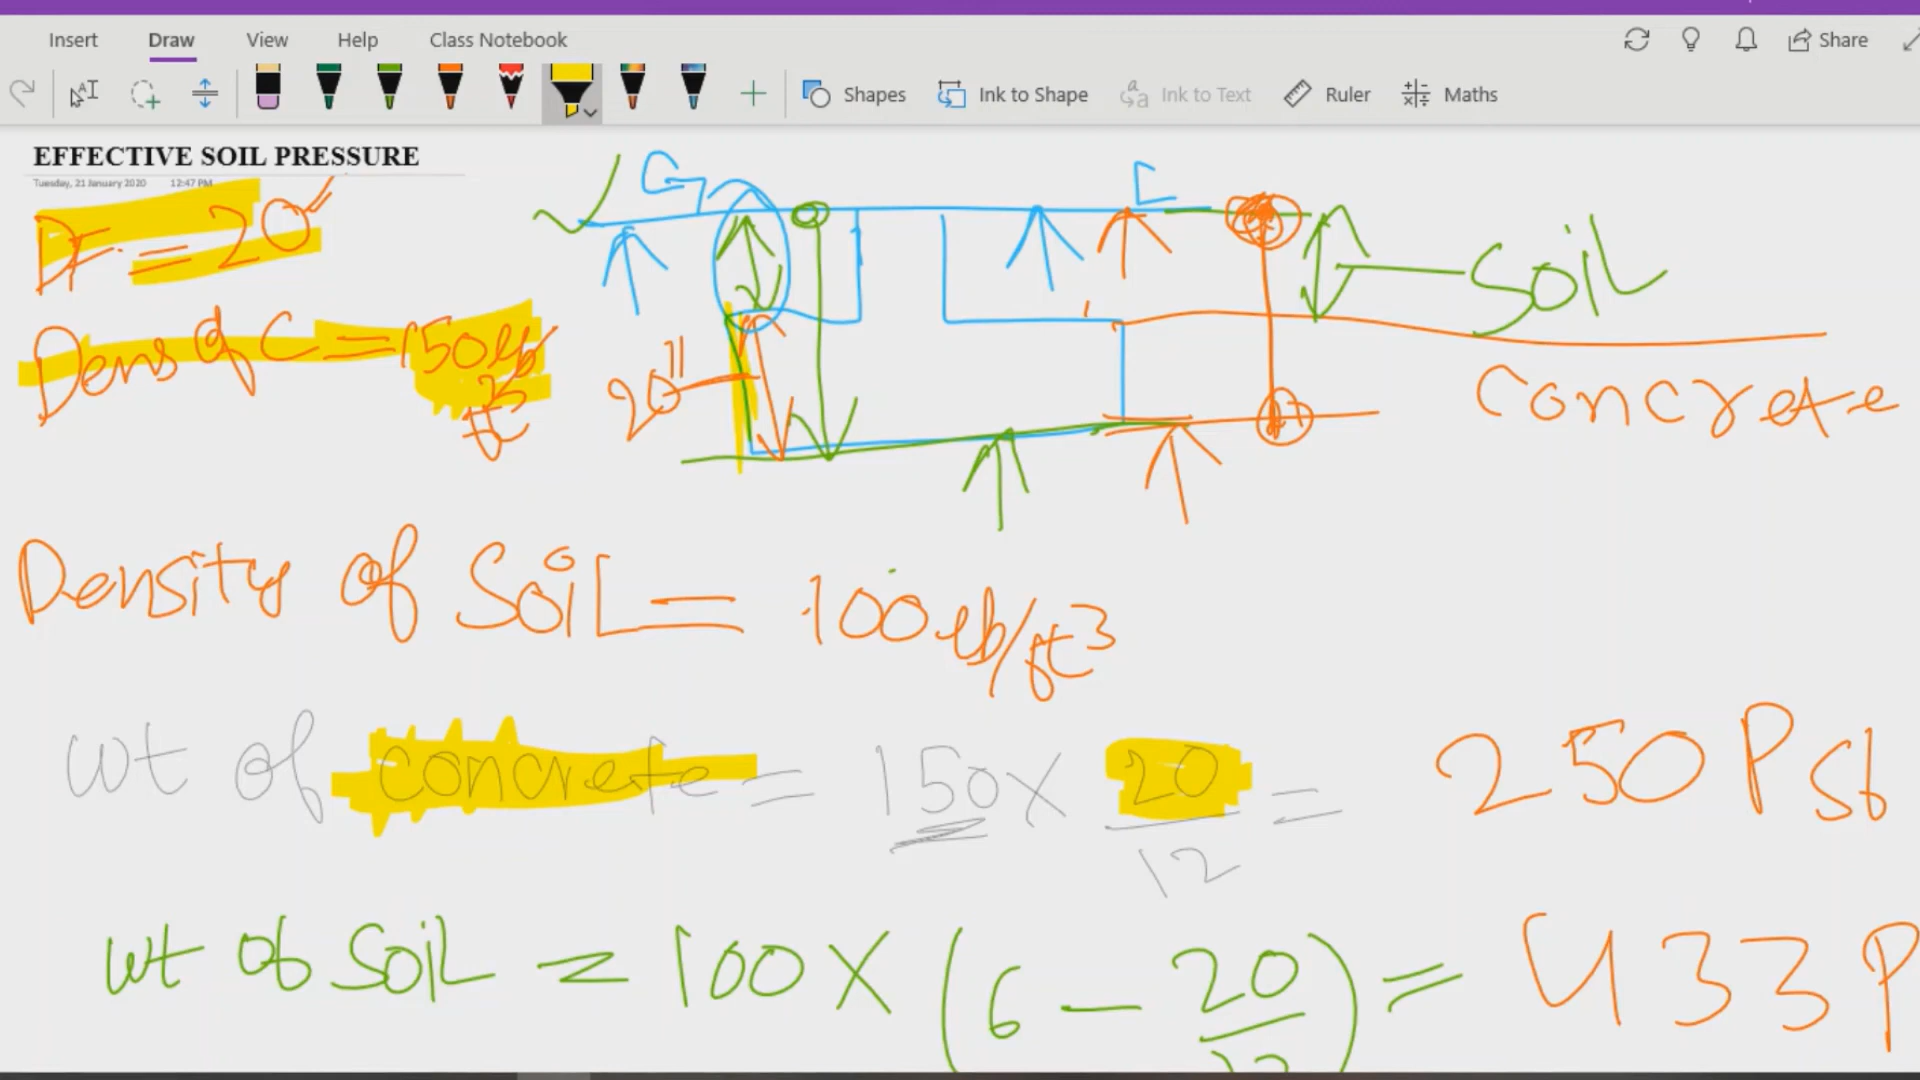 Insert Draw View Help Class Notebook Share
Shapes Ink to Shape Ink to Text Ruler Maths
EFFECTIVE SOIL PRESSURE
Tuesday, 21 January 2020 12:47 PM
= 20
Dens of C = 150 lb
ft3
20"
Soil
Concrete
Density of Soil = 100 lb/ft3
wt of concrete = 150 x 20/12 = 250 Psf
wt of Soil = 100 x (6 - 20/12) = 433 P